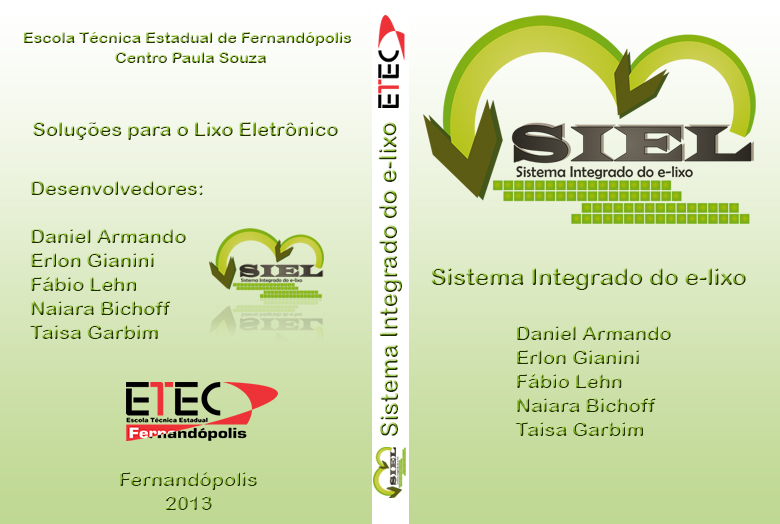 Escola Técnica Estadual de Fernandópolis
Centro Paula Souza
Soluções para o Lixo Eletrônico
Desenvolvedores:
Daniel Armando
Erlon Gianini
Fábio Lehn
Naiara Bichoff
Taisa Garbim
SIEL
Sistema Integrado do e-lixo
ETEC
Escola Técnica Estadual
Fernandópolis
Fernandópolis
2013
ETEC
Sistema Integrado do e-lixo
SIEL
SIEL
Sistema Integrado do e-lixo
Sistema Integrado do e-lixo
Daniel Armando
Erlon Gianini
Fábio Lehn
Naiara Bichoff
Taisa Garbim